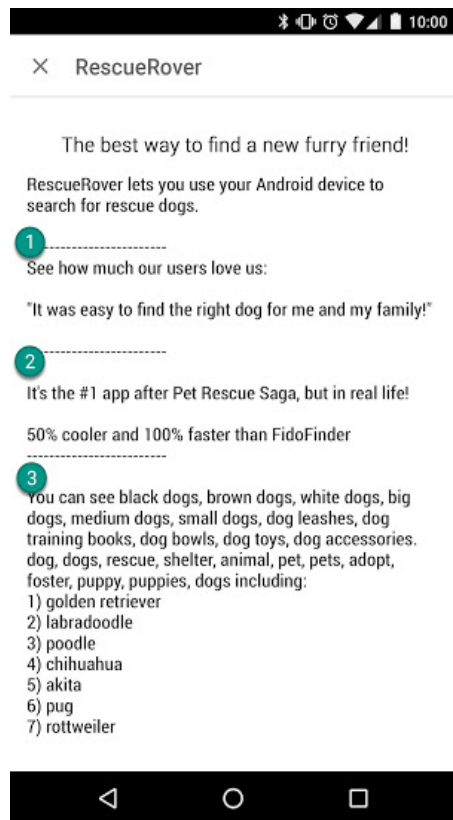 10:00
RescueRover
The best way to find a new furry friend!
RescueRover lets you use your Android device to
search for rescue dogs.
1 ----------------------
See how much our users love us:
"It was easy to find the right dog for me and my family!"
2 ----------------------
It's the #1 app after Pet Rescue Saga, but in real life!
50% cooler and 100% faster than FidoFinder
-------------------------
3
You can see black dogs, brown dogs, white dogs, big
dogs, medium dogs, small dogs, dog leashes, dog
training books, dog bowls, dog toys, dog accessories.
dog, dogs, rescue, shelter, animal, pet, pets, adopt,
foster, puppy, puppies, dogs including:
1) golden retriever
2) labradoodle
3) poodle
4) chihuahua
5) akita
6) pug
7) rottweiler